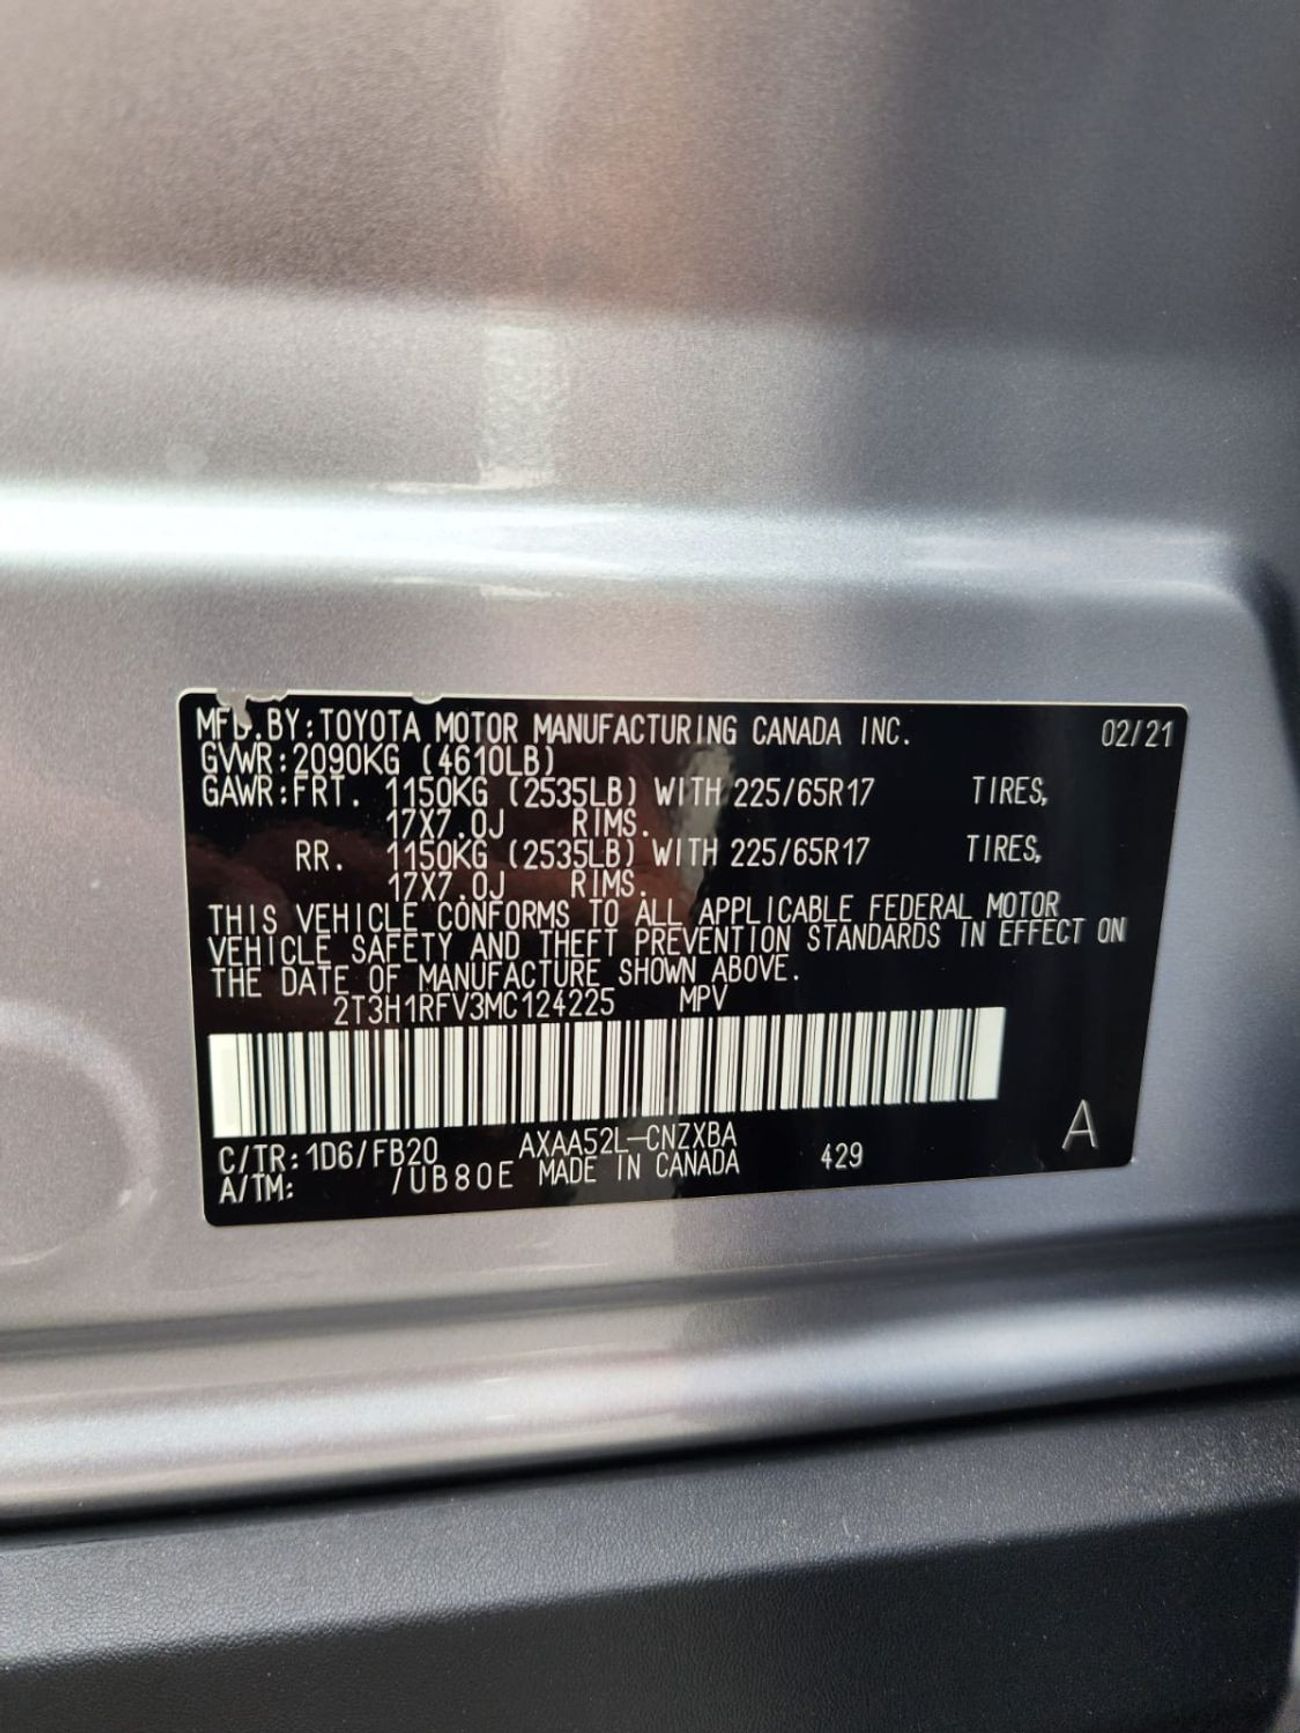 MFD.BY:TOYOTA MOTOR MANUFACTURING CANADA INC. 02/21
GVWR:2090KG (4610LB)
GAWR:FRT. 1150KG (2535LB) WITH 225/65R17 TIRES,
17X7.0J RIMS.
RR. 1150KG (2535LB) WITH 225/65R17 TIRES,
17X7.0J RIMS.
THIS VEHICLE CONFORMS TO ALL APPLICABLE FEDERAL MOTOR
VEHICLE SAFETY AND THEFT PREVENTION STANDARDS IN EFFECT ON
THE DATE OF MANUFACTURE SHOWN ABOVE.
2T3H1RFV3MC124225 MPV
C/TR:1D6/FB20 AXAA52L-CNZXBA 429 A
A/TM: /UB80E MADE IN CANADA